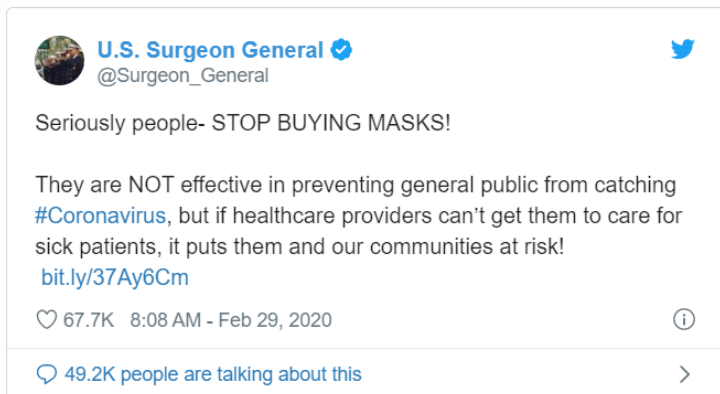 U.S. Surgeon General
@Surgeon_General
Seriously people- STOP BUYING MASKS!
They are NOT effective in preventing general public from catching
#Coronavirus, but if healthcare providers can’t get them to care for
sick patients, it puts them and our communities at risk!
bit.ly/37Ay6Cm
67.7K 8:08 AM - Feb 29, 2020
49.2K people are talking about this